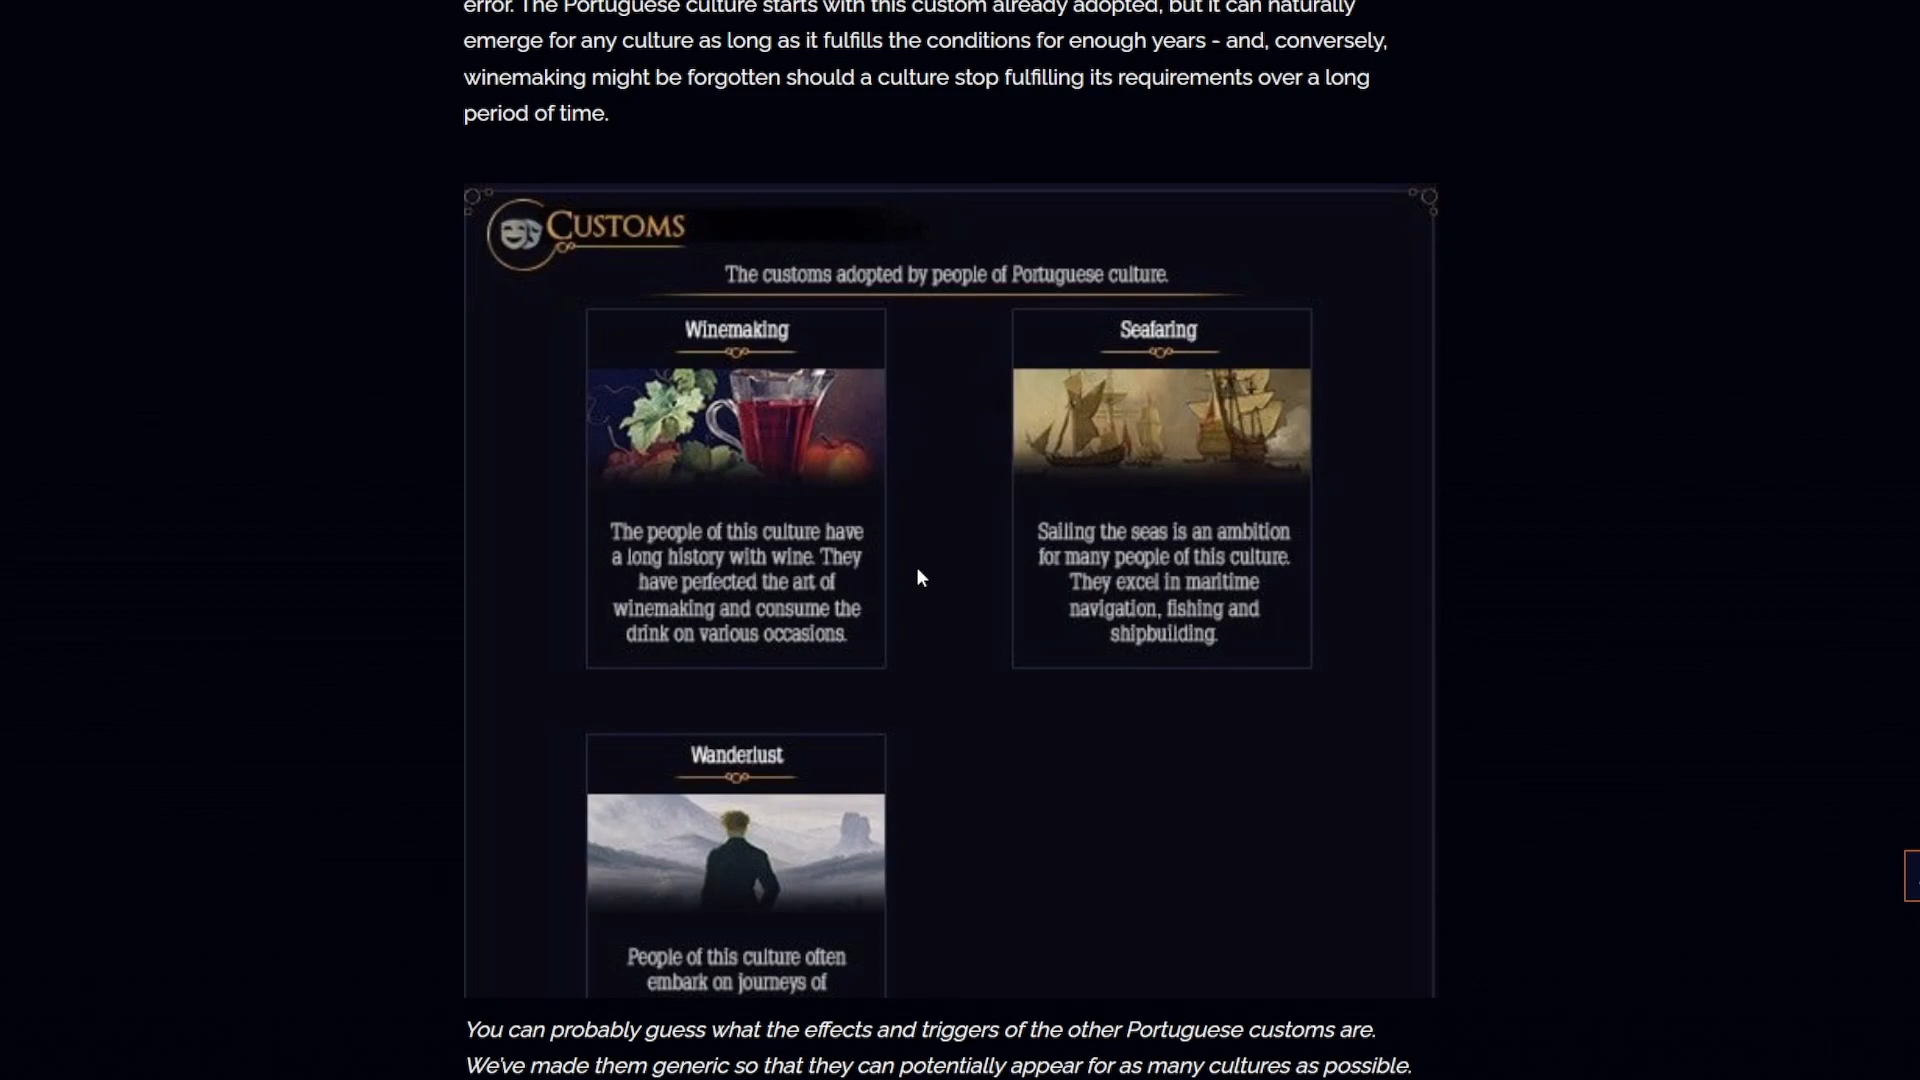 error. The Portuguese culture starts with this custom already adopted, but it can naturally
emerge for any culture as long as it fulfills the conditions for enough years - and, conversely,
winemaking might be forgotten should a culture stop fulfilling its requirements over a long
period of time.
CUSTOMS
The customs adopted by people of Portuguese culture.
Winemaking
The people of this culture have
a long history with wine. They
have perfected the art of
winemaking and consume the
drink on various occasions.
Seafaring
Sailing the seas is an ambition
for many people of this culture.
They excel in maritime
navigation, fishing and
shipbuilding.
Wanderlust
People of this culture often
embark on journeys of
You can probably guess what the effects and triggers of the other Portuguese customs are.
We've made them generic so that they can potentially appear for as many cultures as possible.